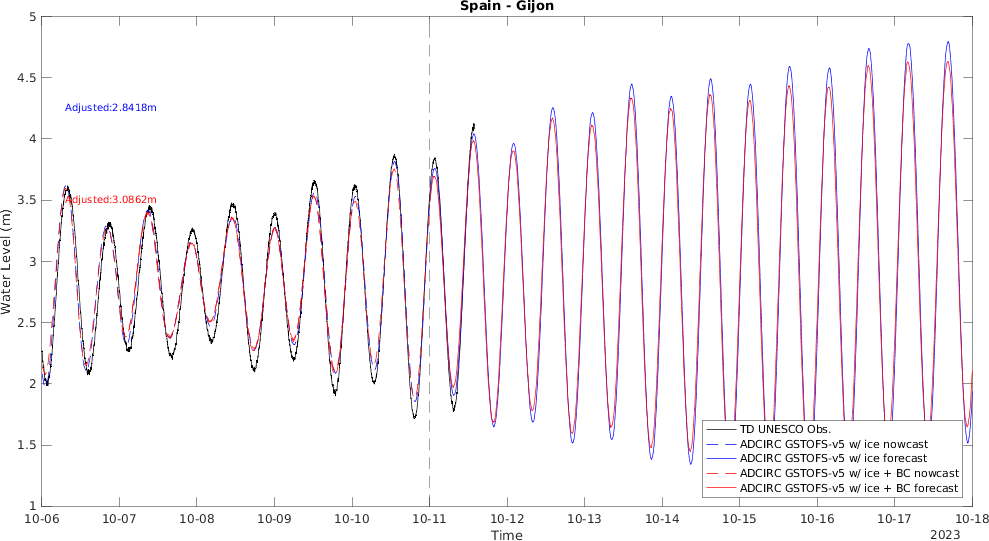 Spain - Gijon
5
4.5
4
3.5
3
2.5
2
1.5
1
Water Level (m)
Adjusted:2.8418m
Adjusted:3.0862m
TD UNESCO Obs.
ADCIRC GSTOFS-v5 w/ ice nowcast
ADCIRC GSTOFS-v5 w/ ice forecast
ADCIRC GSTOFS-v5 w/ ice + BC nowcast
ADCIRC GSTOFS-v5 w/ ice + BC forecast
10-06 10-07 10-08 10-09 10-10 10-11 10-12 10-13 10-14 10-15 10-16 10-17 10-18
Time
2023